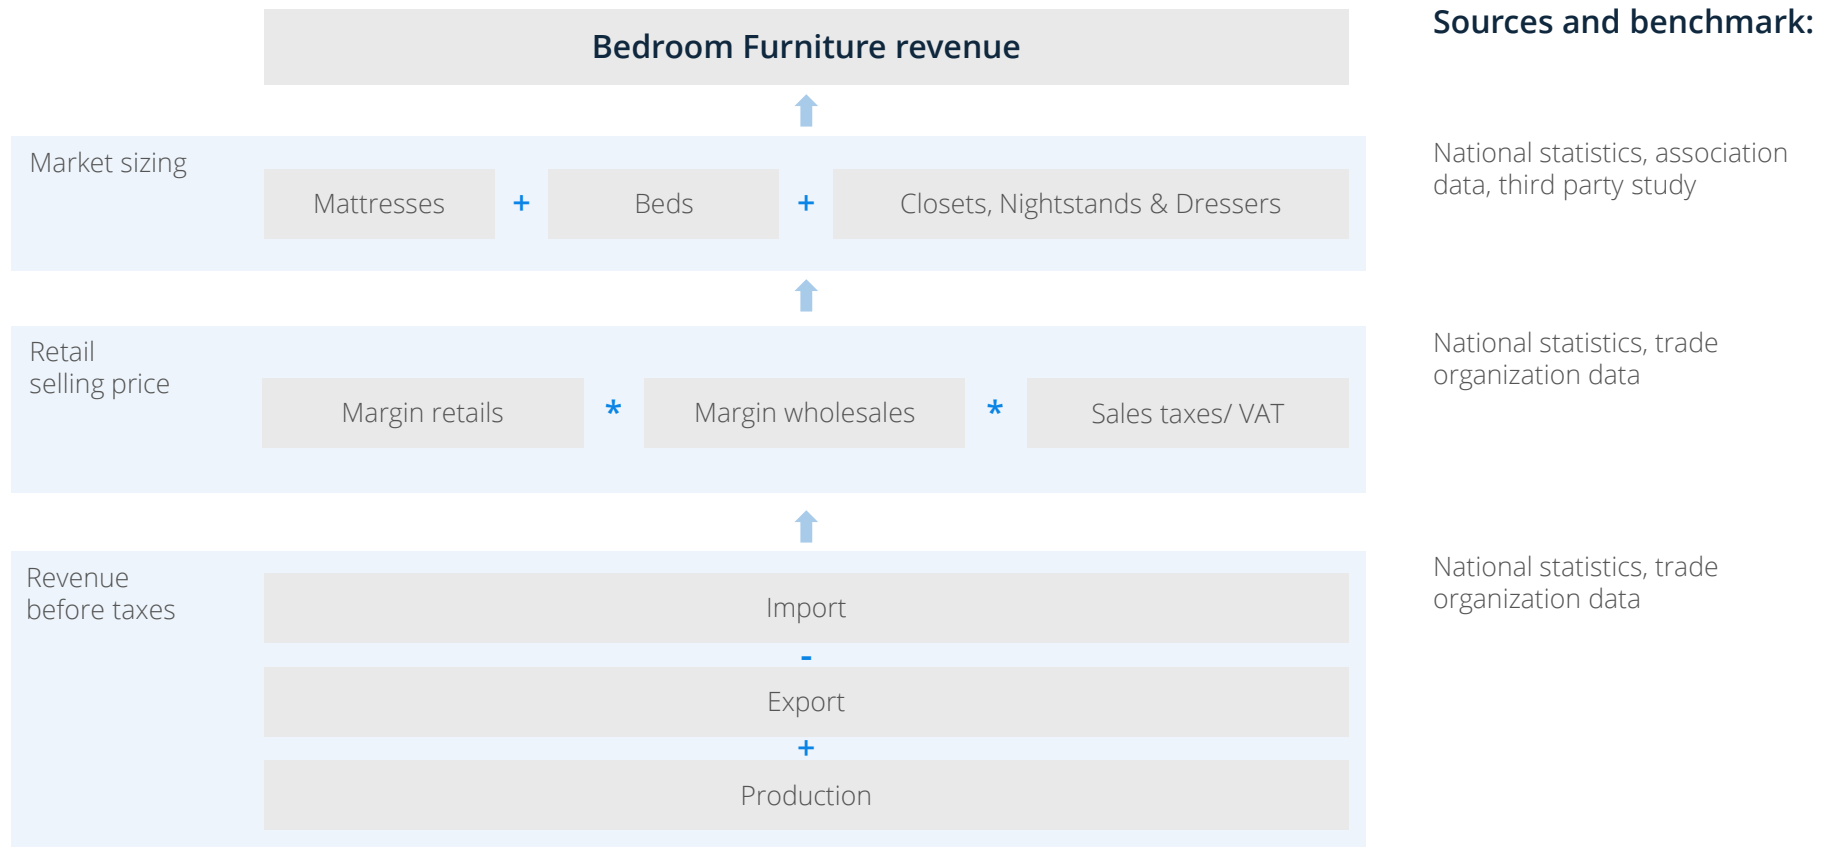 Bedroom Furniture revenue
Sources and benchmark:
Market sizing
Mattresses + Beds + Closets, Nightstands & Dressers
National statistics, association
data, third party study
Retail
selling price
Margin retails * Margin wholesales * Sales taxes/ VAT
National statistics, trade
organization data
Revenue
before taxes
Import
-
Export
+
Production
National statistics, trade
organization data